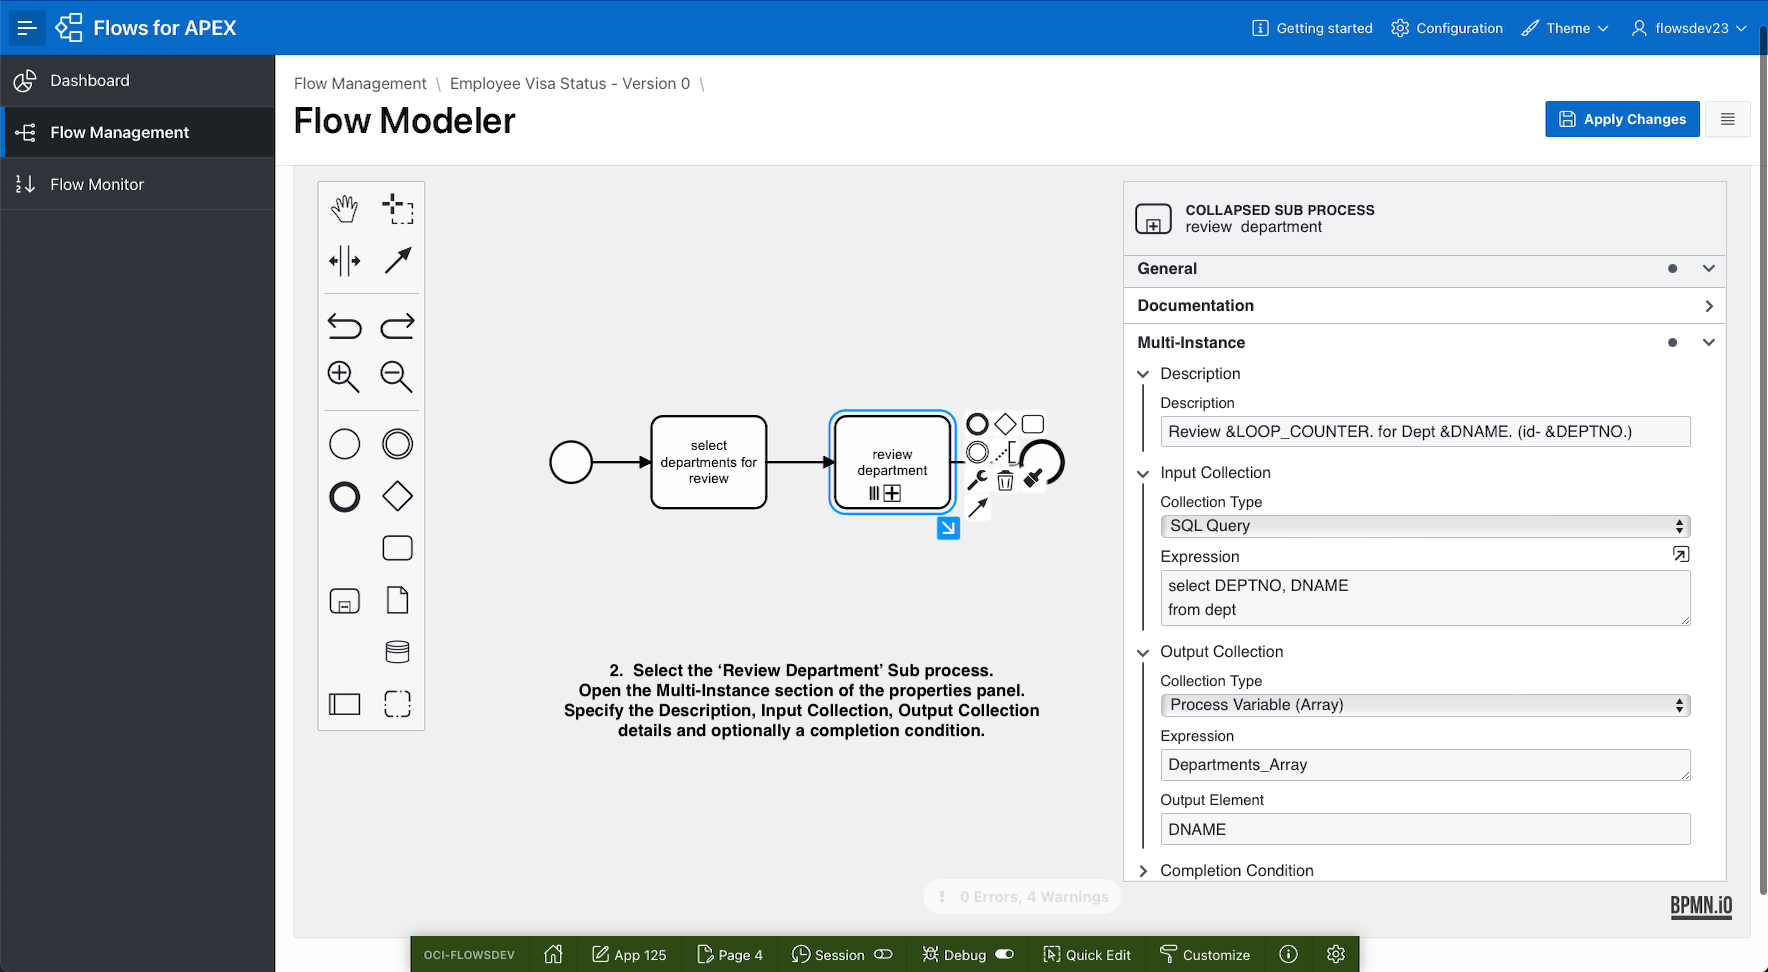 Flows for APEX
Getting started
Configuration
Theme
flowsdev23
Dashboard
Flow Management
Flow Monitor
Flow Management \ Employee Visa Status - Version 0 \
Flow Modeler
Apply Changes
select
departments for
review
review
department
2. Select the ‘Review Department’ Sub process.
Open the Multi-Instance section of the properties panel.
Specify the Description, Input Collection, Output Collection
details and optionally a completion condition.
COLLAPSED SUB PROCESS
review department
General
Documentation
Multi-Instance
Description
Description
Review &LOOP_COUNTER. for Dept &DNAME. (id- &DEPTNO.)
Input Collection
Collection Type
SQL Query
Expression
select DEPTNO, DNAME
from dept
Output Collection
Collection Type
Process Variable (Array)
Expression
Departments_Array
Output Element
DNAME
Completion Condition
0 Errors, 4 Warnings
BPMN.iO
OCI-FLOWSDEV
App 125
Page 4
Session
Debug
Quick Edit
Customize